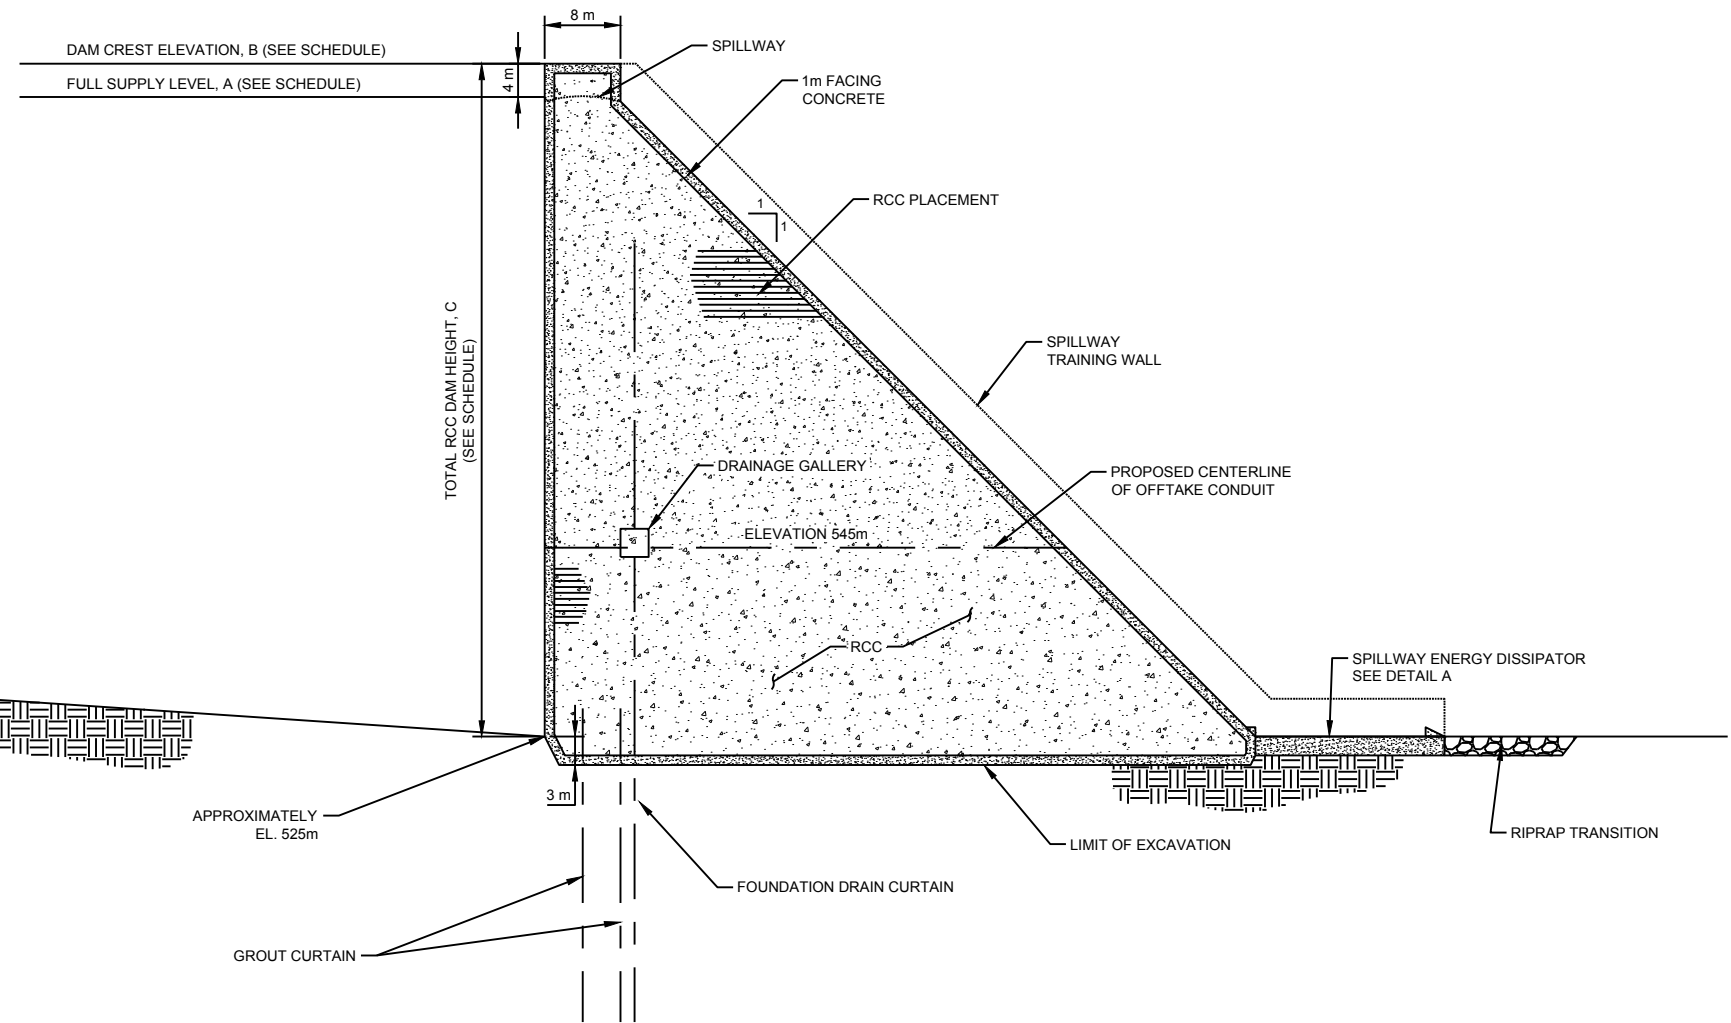 8 m
DAM CREST ELEVATION, B (SEE SCHEDULE)
SPILLWAY
FULL SUPPLY LEVEL, A (SEE SCHEDULE)
4 m
1m FACING
CONCRETE
RCC PLACEMENT
1
1
TOTAL RCC DAM HEIGHT, C
(SEE SCHEDULE)
SPILLWAY
TRAINING WALL
DRAINAGE GALLERY
PROPOSED CENTERLINE
OF OFFTAKE CONDUIT
ELEVATION 545m
RCC
SPILLWAY ENERGY DISSIPATOR
SEE DETAIL A
3 m
APPROXIMATELY
EL. 525m
RIPRAP TRANSITION
LIMIT OF EXCAVATION
FOUNDATION DRAIN CURTAIN
GROUT CURTAIN